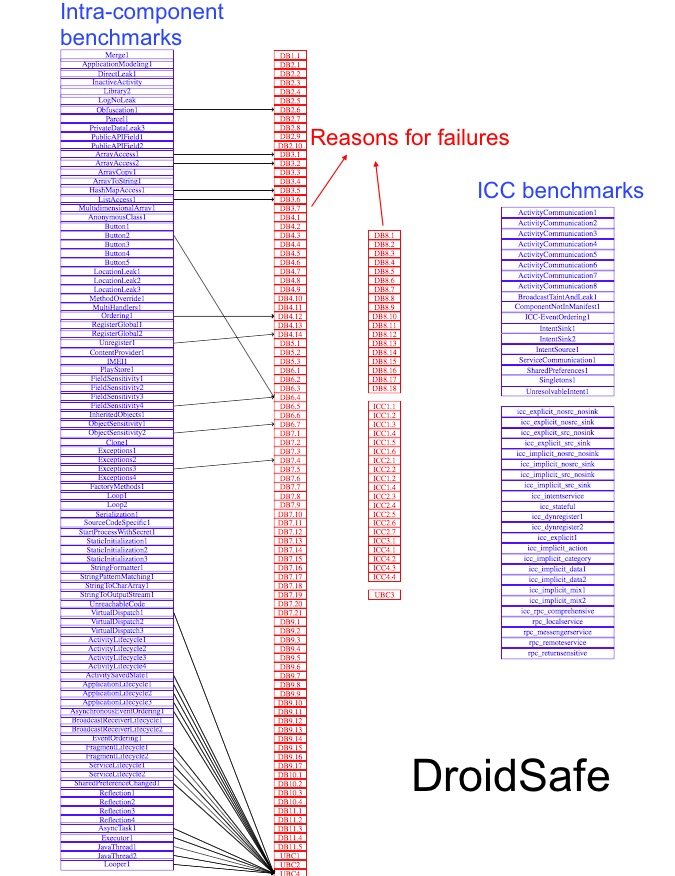 Intra-component
benchmarks
Merge1
ApplicationModeling1
DirectLeak1
InactiveActivity
Library2
LogNoLeak
Obfuscation1
Parcel1
PrivateDataLeak3
PublicAPIField1
PublicAPIField2
ArrayAccess1
ArrayAccess2
ArrayCopy1
ArrayToString1
HashMapAccess1
ListAccess1
MultidimensionalArray1
AnonymousClass1
Button1
Button2
Button3
Button4
Button5
LocationLeak1
LocationLeak2
LocationLeak3
MethodOverride1
MultiHandlers1
Ordering1
RegisterGlobal1
RegisterGlobal2
Unregister1
ContentProvider1
IMEI1
PlayStore1
FieldSensitivity1
FieldSensitivity2
FieldSensitivity3
FieldSensitivity4
InheritedObjects1
ObjectSensitivity1
ObjectSensitivity2
Clone1
Exceptions1
Exceptions2
Exceptions3
Exceptions4
FactoryMethods1
Loop1
Loop2
Serialization1
SourceCodeSpecific1
StartProcessWithSecret1
StaticInitialization1
StaticInitialization2
StaticInitialization3
StringFormatter1
StringPatternMatching1
StringToCharArray1
StringToOutputStream1
UnreachableCode
VirtualDispatch1
VirtualDispatch2
VirtualDispatch3
ActivityLifecycle1
ActivityLifecycle2
ActivityLifecycle3
ActivityLifecycle4
ActivitySavedState1
ApplicationLifecycle1
ApplicationLifecycle2
ApplicationLifecycle3
AsynchronousEventOrdering1
BroadcastReceiverLifecycle1
BroadcastReceiverLifecycle2
EventOrdering1
FragmentLifecycle1
FragmentLifecycle2
ServiceLifecycle1
ServiceLifecycle2
SharedPreferenceChanged1
Reflection1
Reflection2
Reflection3
Reflection4
AsyncTask1
Executor1
JavaThread1
JavaThread2
Looper1
DB1.1
DB2.1
DB2.2
DB2.3
DB2.4
DB2.5
DB2.6
DB2.7
DB2.8
DB2.9
DB2.10
DB3.1
DB3.2
DB3.3
DB3.4
DB3.5
DB3.6
DB3.7
DB4.1
DB4.2
DB4.3
DB4.4
DB4.5
DB4.6
DB4.7
DB4.8
DB4.9
DB4.10
DB4.11
DB4.12
DB4.13
DB4.14
DB5.1
DB5.2
DB5.3
DB6.1
DB6.2
DB6.3
DB6.4
DB6.5
DB6.6
DB6.7
DB7.1
DB7.2
DB7.3
DB7.4
DB7.5
DB7.6
DB7.7
DB7.8
DB7.9
DB7.10
DB7.11
DB7.12
DB7.13
DB7.14
DB7.15
DB7.16
DB7.17
DB7.18
DB7.19
DB7.20
DB7.21
DB9.1
DB9.2
DB9.3
DB9.4
DB9.5
DB9.6
DB9.7
DB9.8
DB9.9
DB9.10
DB9.11
DB9.12
DB9.13
DB9.14
DB9.15
DB9.16
DB9.17
DB10.1
DB10.2
DB10.3
DB10.4
DB11.1
DB11.2
DB11.3
DB11.4
DB11.5
UBC1
UBC2
UBC4
Reasons for failures
DB8.1
DB8.2
DB8.3
DB8.4
DB8.5
DB8.6
DB8.7
DB8.8
DB8.9
DB8.10
DB8.11
DB8.12
DB8.13
DB8.14
DB8.15
DB8.16
DB8.17
DB8.18
ICC1.1
ICC1.2
ICC1.3
ICC1.4
ICC1.5
ICC1.6
ICC2.1
ICC2.2
ICC1.2
ICC1.4
ICC2.3
ICC2.4
ICC2.5
ICC2.6
ICC2.7
ICC3.1
ICC4.1
ICC4.2
ICC4.3
ICC4.4
UBC3
ICC benchmarks
ActivityCommunication1
ActivityCommunication2
ActivityCommunication3
ActivityCommunication4
ActivityCommunication5
ActivityCommunication6
ActivityCommunication7
ActivityCommunication8
BroadcastTaintAndLeak1
ComponentNotInManifest1
ICC-EventOrdering1
IntentSink1
IntentSink2
IntentSource1
ServiceCommunication1
SharedPreferences1
Singletons1
UnresolvableIntent1
icc_explicit_nosrc_nosink
icc_explicit_nosrc_sink
icc_explicit_src_nosink
icc_explicit_src_sink
icc_implicit_nosrc_nosink
icc_implicit_nosrc_sink
icc_implicit_src_nosink
icc_implicit_src_sink
icc_intentservice
icc_stateful
icc_dynregister1
icc_dynregister2
icc_explicit1
icc_implicit_action
icc_implicit_category
icc_implicit_data1
icc_implicit_data2
icc_implicit_mix1
icc_implicit_mix2
icc_rpc_comprehensive
rpc_localservice
rpc_messengerservice
rpc_remoteservice
rpc_returnsensitive
DroidSafe